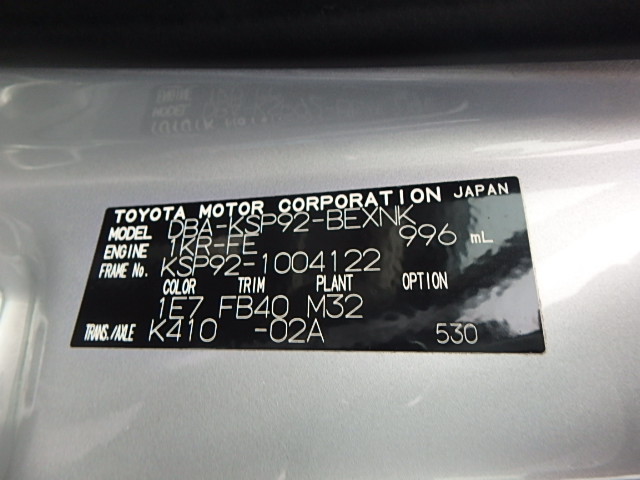 TOYOTA MOTOR CORPORATION JAPAN
MODEL DBA-KSP92-BEXNK
ENGINE 1KR-FE 996 mL
FRAME No. KSP92-1004122
COLOR TRIM PLANT OPTION
1E7 FB40 M32
TRANS./AXLE K410 -02A 530